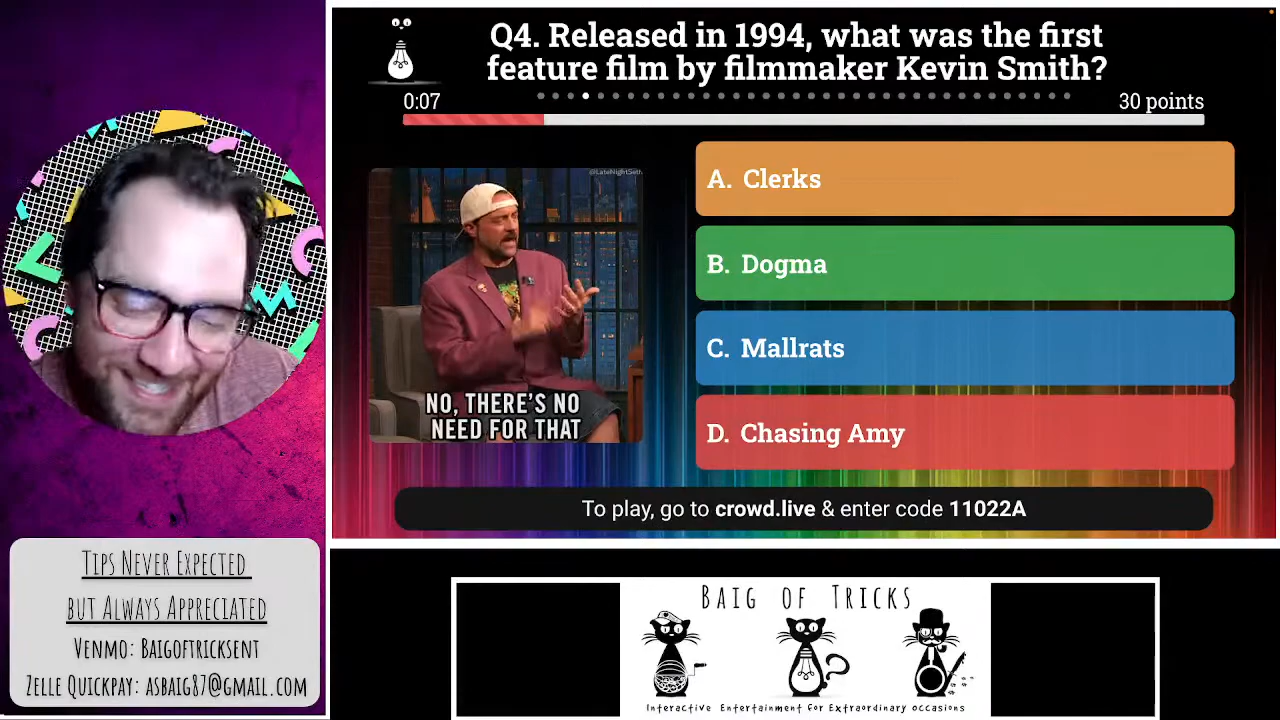 Q4. Released in 1994, what was the first
feature film by filmmaker Kevin Smith?
0:07
30 points
@LateNightSeth
NO, THERE'S NO
NEED FOR THAT
A. Clerks
B. Dogma
C. Mallrats
D. Chasing Amy
To play, go to crowd.live & enter code 11022A
Tips Never Expected
but Always Appreciated
Venmo: Baigoftricksent
Zelle Quickpay: asbaig87@gmail.com
Baig of Tricks
Interactive Entertainment for Extraordinary Occasions